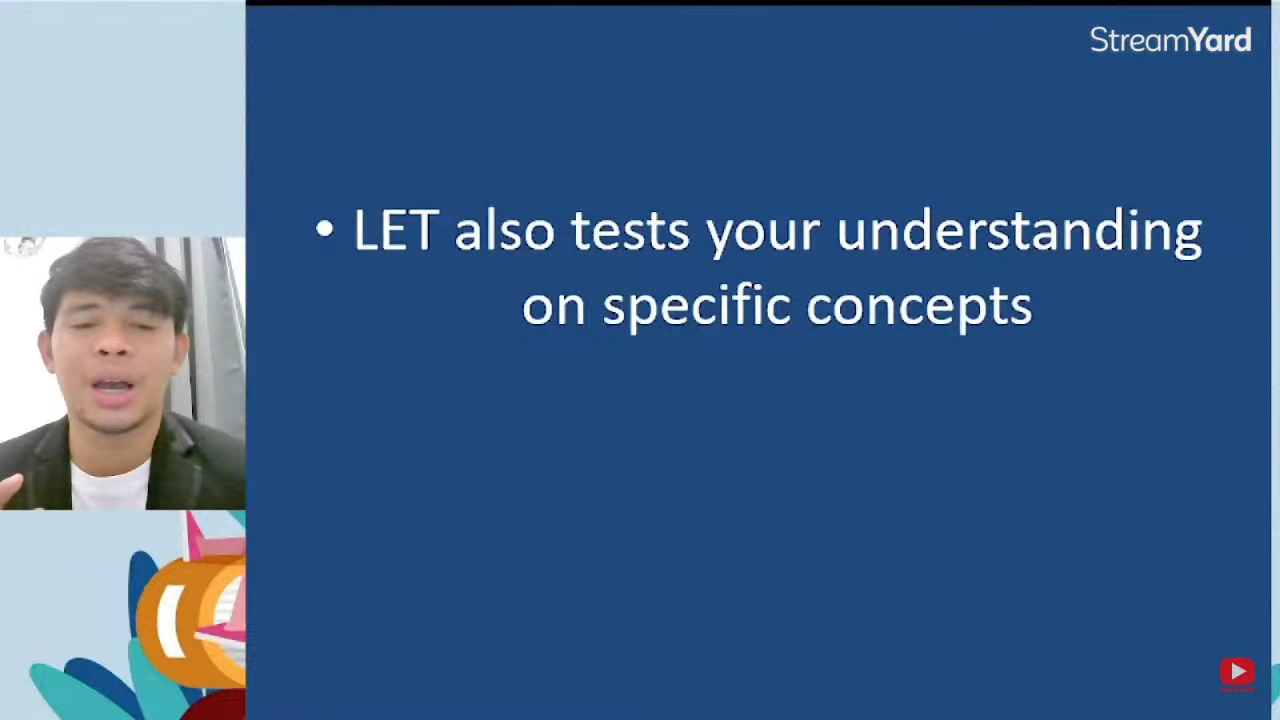 StreamYard
• LET also tests your understanding
on specific concepts